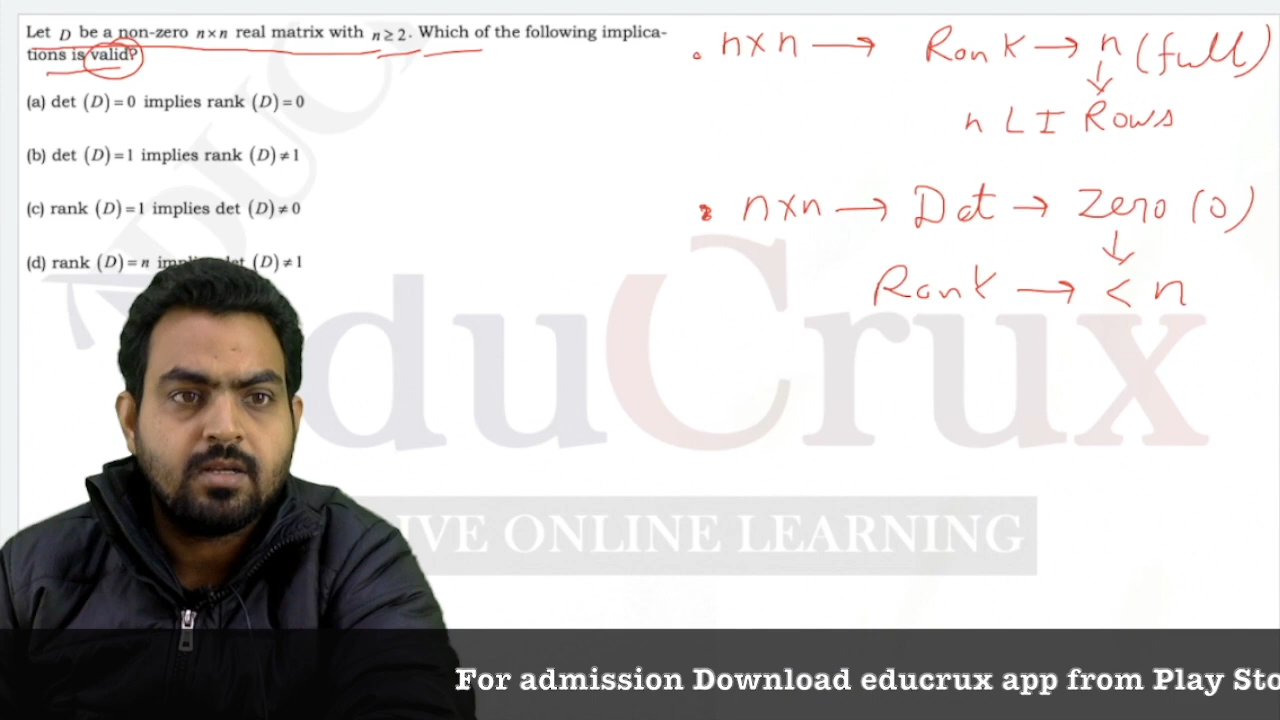 Let D be a non-zero n×n real matrix with n ≥ 2. Which of the following implica-
tions is valid?
(a) det (D) = 0 implies rank (D) = 0
(b) det (D) = 1 implies rank (D) ≠ 1
(c) rank (D) = 1 implies det (D) ≠ 0
(d) rank (D) = n det (D) ≠ 1
. n×n → Rank → n (full)
↓
n LI Rows
n×n → Det → Zero (0)
↓
Rank → < n
duCrux
IVE ONLINE LEARNING
For admission Download educrux app from Play Sto